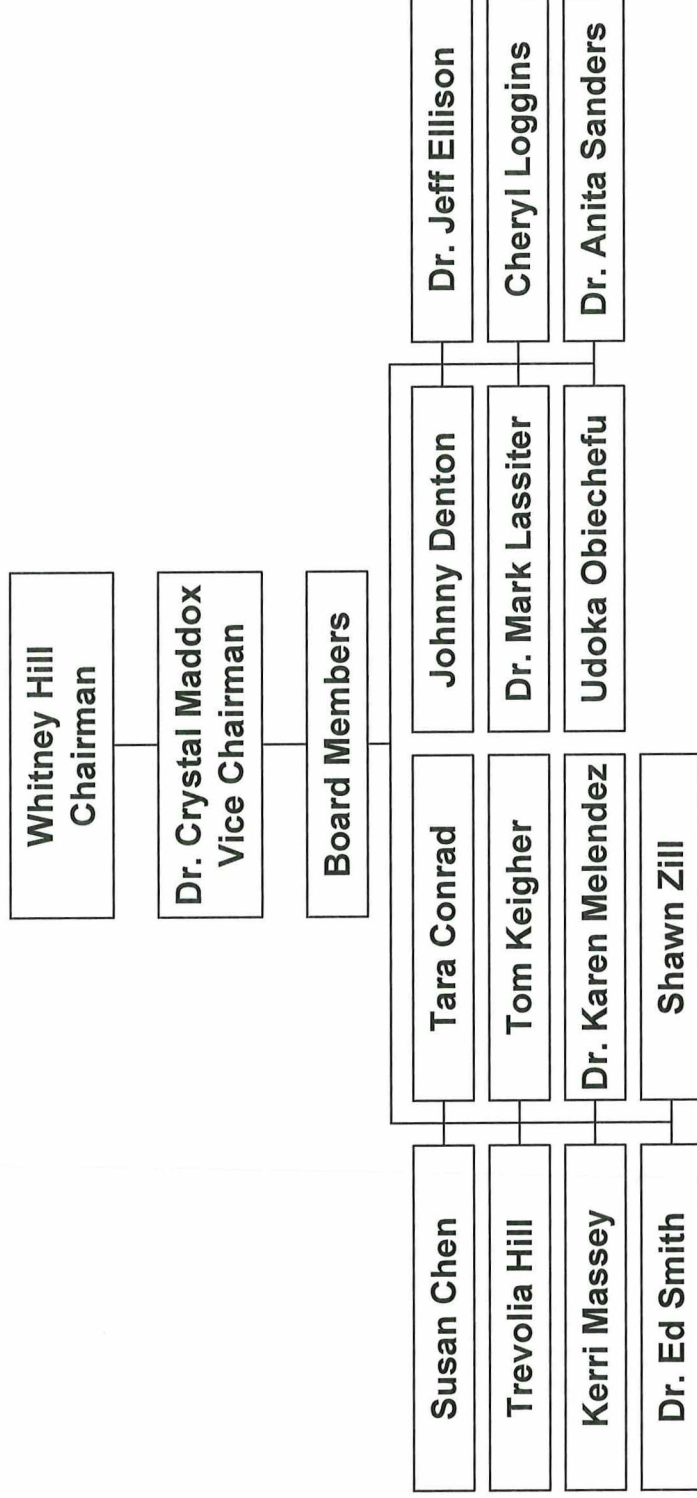 Whitney Hill
Chairman
Dr. Crystal Maddox
Vice Chairman
Board Members
Susan Chen
Tara Conrad
Johnny Denton
Dr. Jeff Ellison
Trevolia Hill
Tom Keigher
Dr. Mark Lassiter
Cheryl Loggins
Kerri Massey
Dr. Karen Melendez
Udoka Obiechefu
Dr. Anita Sanders
Dr. Ed Smith
Shawn Zill